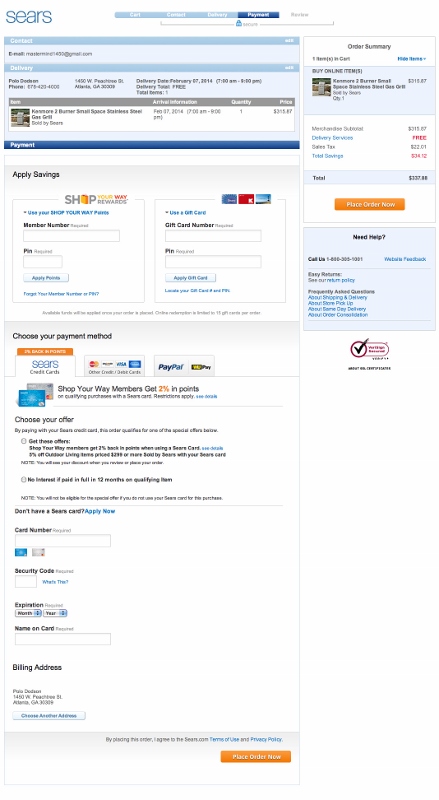 sears
Cart Contact Delivery Payment Review
SECURE
Contact edit
E-mail: mastermind1400@gmail.com
Delivery edit
Polo Dodson
Phone: 678-420-4000
1450 W. Peachtree St.
Atlanta, GA 30309
Delivery Date:February 07, 2014 (7:00 am - 9:00 pm)
Delivery Total: FREE
Total Items: 1
Item Arrival Information Quantity Price
Kenmore 2 Burner Small Space Stainless Steel Feb 07, 2014 (7:00 am - 9:00 1 $315.87
Gas Grill pm)
Sold by Sears
Payment
Apply Savings
SHOP YOUR WAY REWARDS
Use your SHOP YOUR WAY Points
Member Number Required
Pin Required
Apply Points
Forgot Your Member Number or PIN?
Use a Gift Card
Gift Card Number Required
Pin Required
Apply Gift Card
Locate your Gift Card # and PIN
Available funds will be applied once your order is placed. Online redemption is limited to 15 gift cards per order.
Choose your payment method
2% BACK IN POINTS
sears
Credit Cards
VISA
Other Credit / Debit Cards
PayPal
Pay
Shop Your Way Members Get 2% in points
on qualifying purchases with a Sears card. Restrictions apply. see details
Choose your offer
By paying with your Sears credit card, this order qualifies for one of the special offers below.
Get these offers:
Shop Your Way members get 2% back in points when using a Sears Card. see details
5% off Outdoor Living items priced $299 or more Sold by Sears with your Sears card
NOTE: You will see your discount when you review or place your order.
No Interest if paid in full in 12 months on qualifying item
NOTE: You will not be eligible for the special offer if you do not use your Sears card for this purchase.
Don't have a Sears card?Apply Now
Card Number Required
Security Code Required
What's This?
Expiration Required
Month Year
Name on Card Required
Billing Address
Polo Dodson
1450 W. Peachtree St.
Atlanta, GA 30309
Choose Another Address
By placing this order, I agree to the Sears.com Terms of Use and Privacy Policy.
Place Order Now
Order Summary
1 Item(s) in Cart Hide Items
BUY ONLINE ITEM(S)
Kenmore 2 Burner Small $315.87
Space Stainless Steel
Gas Grill
Sold by Sears
Qty.1
Merchandise Subtotal $315.87
Delivery Services FREE
Sales Tax $22.01
Total Savings $34.12
Total $337.88
Place Order Now
Need Help?
Call Us 1-800-385-1061 Website Feedback
Easy Returns:
See our return policy
Frequently Asked Questions
About Shipping & Delivery
About Store Pick Up
About Same Day Delivery
About Order Consolidation
VeriSign
Secured
VERIFY
ABOUT SSL CERTIFICATES